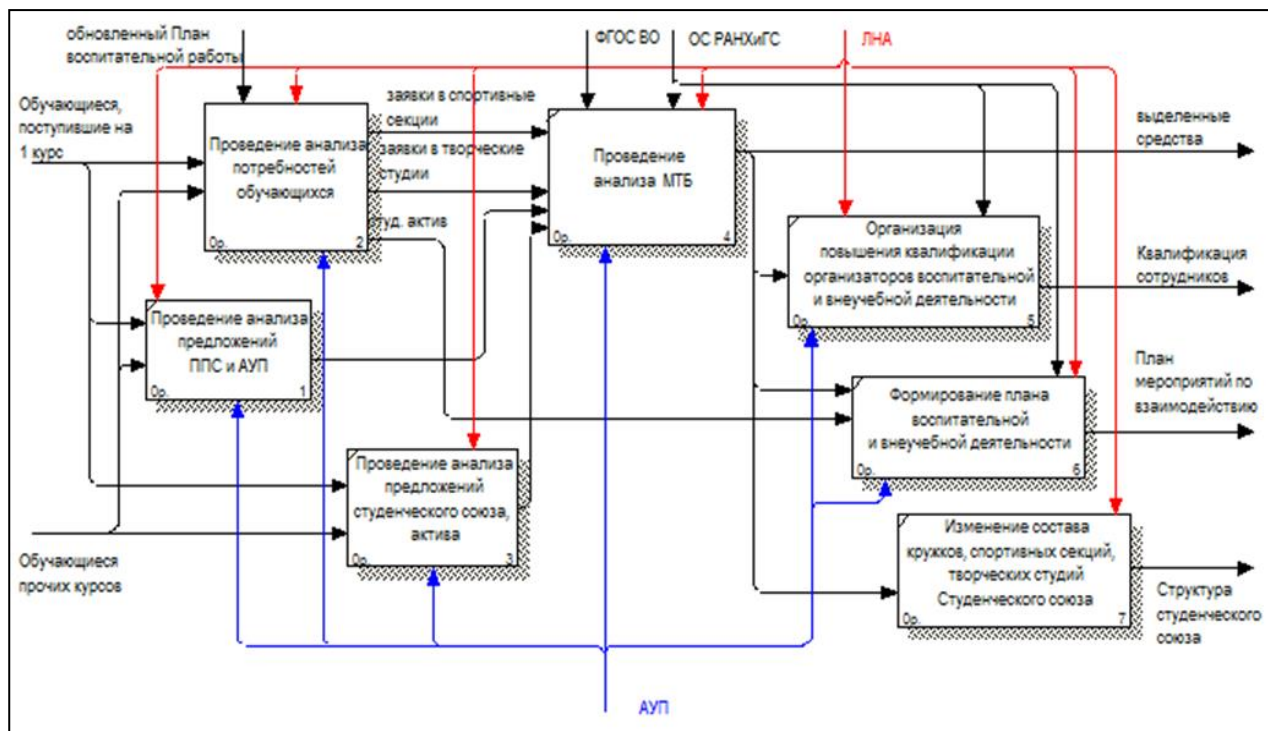 обновленный План
воспитательной работы
ФГОС ВО
ОС РАНХиГС
ЛНА
Обучающиеся,
поступившие на
1 курс
заявки в спортивные
секции
заявки в творческие
студии
туд. актив
Проведение анализа
потребностей
обучающихся
0р.
2
Проведение
анализа МТБ
0р.
4
выделенные
средства
Организация
повышения квалификации
организаторов воспитательной
и внеучебной деятельности
0р.
5
Квалификация
сотрудников
Проведение анализа
предложений
ППС и АУП
0р.
1
Формирование плана
воспитательной
и внеучебной деятельности
0р.
6
План
мероприятий по
взаимодействию
Проведение анализа
предложений
студенческого союза,
актива
0р.
3
Изменение состава
кружков, спортивных секций,
творческих студий
Студенческого союза
0р.
7
Обучающиеся
прочих курсов
Структура
студенческого
союза
АУП